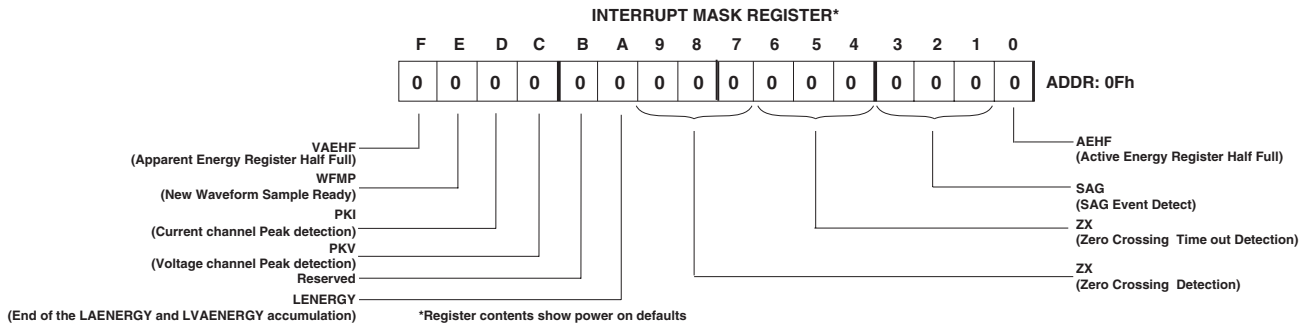 INTERRUPT MASK REGISTER*
F E D C B A 9 8 7 6 5 4 3 2 1 0
0 0 0 0 0 0 0 0 0 0 0 0 0 0 0 0 ADDR: 0Fh
VAEHF
(Apparent Energy Register Half Full)
WFMP
(New Waveform Sample Ready)
PKI
(Current channel Peak detection)
PKV
(Voltage channel Peak detection)
Reserved
LENERGY
(End of the LAENERGY and LVAENERGY accumulation)
AEHF
(Active Energy Register Half Full)
SAG
(SAG Event Detect)
ZX
(Zero Crossing Time out Detection)
ZX
(Zero Crossing Detection)
*Register contents show power on defaults